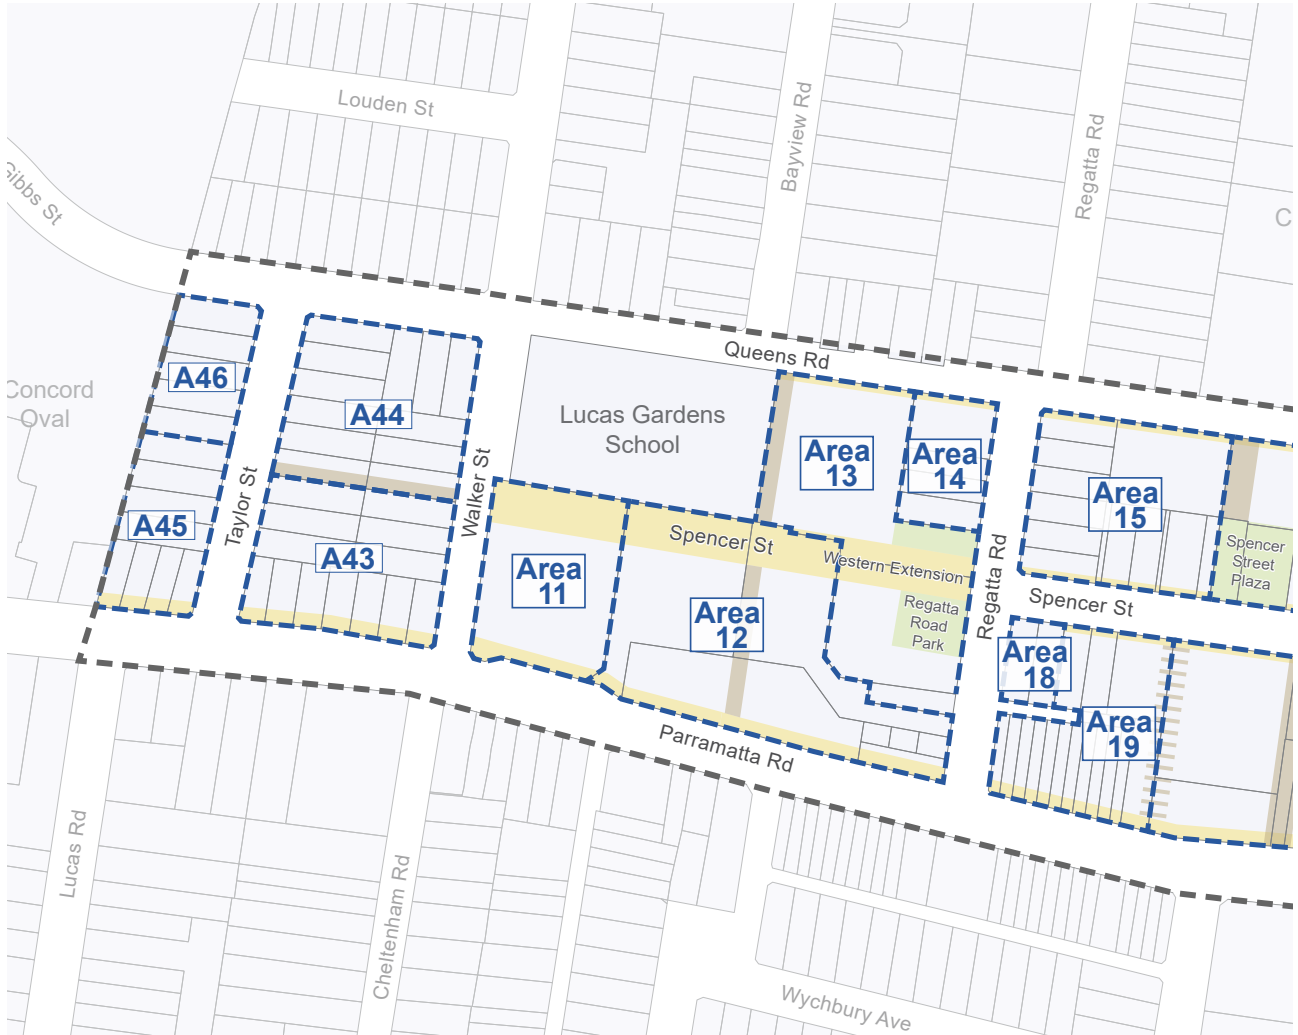 Louden St
Bayview Rd
Regatta Rd
Gibbs St
C
Queens Rd
Concord
Oval
A46
A44
Lucas Gardens
School
Area
13
Area
14
Area
15
Walker St
Taylor St
A45
A43
Area
11
Spencer St
Western Extension
Regatta Rd
Spencer
Street
Plaza
Area
12
Regatta
Road
Park
Spencer St
Area
18
Area
19
Parramatta Rd
Lucas Rd
Cheltenham Rd
Wychbury Ave